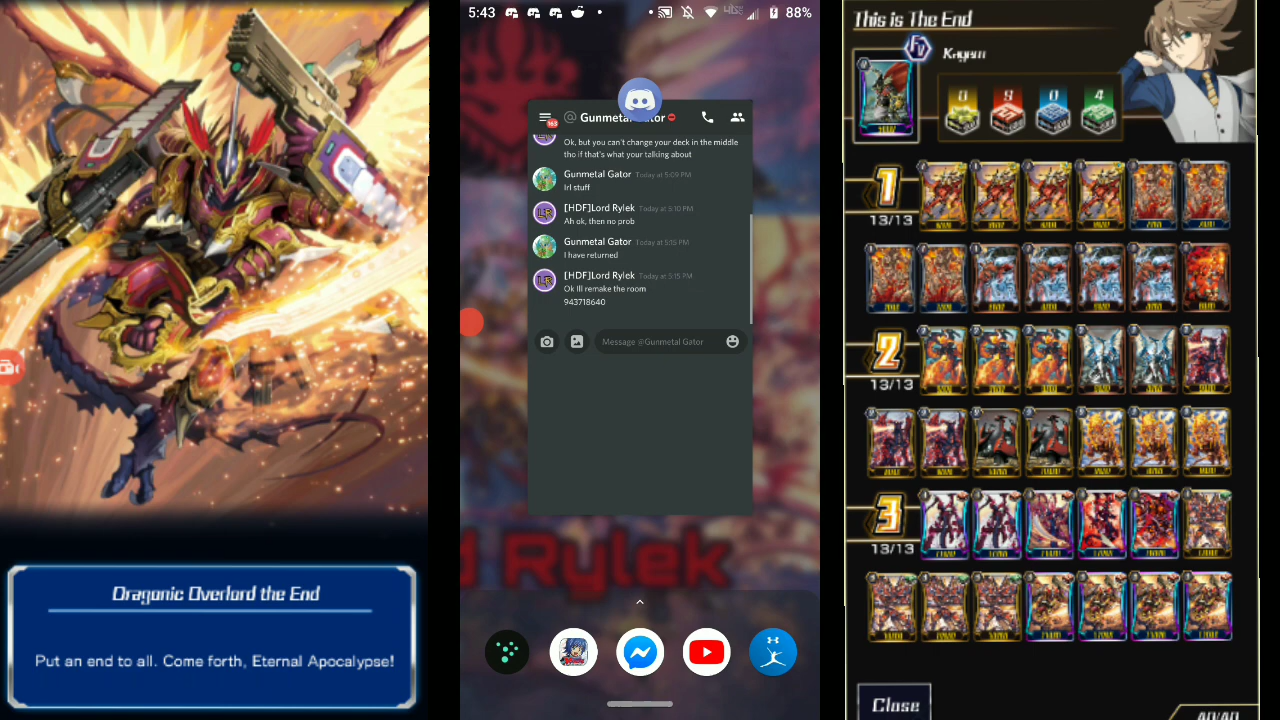 Dragonic Overlord the End
Put an end to all. Come forth, Eternal Apocalypse!
5:43
88%
163
@ Gunmetal Gator
Ok, but you can't change your deck in the middle
tho if that's what your talking about
Gunmetal Gator Today at 5:09 PM
Irl stuff
[HDF]Lord Rylek Today at 5:10 PM
Ah ok, then no prob
Gunmetal Gator Today at 5:15 PM
I have returned
[HDF]Lord Rylek Today at 5:15 PM
Ok Ill remake the room
943718640
Message @Gunmetal Gator
d Rylek
This is The End
Kagero
0
9
0
4
1
13/13
2
13/13
3
13/13
Close
40/40